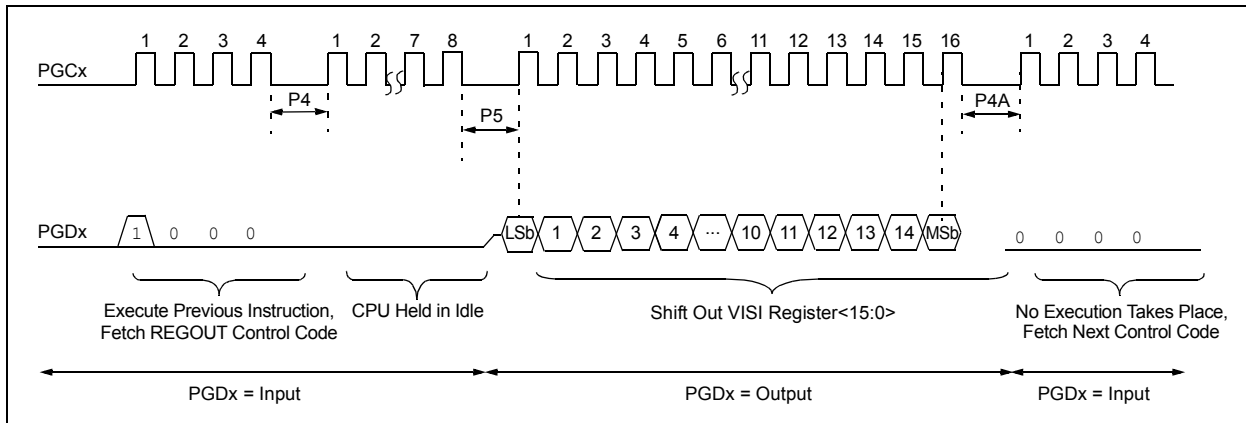 1 2 3 4 1 2 7 8 1 2 3 4 5 6 11 12 13 14 15 16 1 2 3 4
PGCx
P4 P5 P4A
PGDx 1 0 0 0 LSb 1 2 3 4 ... 10 11 12 13 14 MSb 0 0 0 0
Execute Previous Instruction,
Fetch REGOUT Control Code
CPU Held in Idle
Shift Out VISI Register<15:0>
No Execution Takes Place,
Fetch Next Control Code
PGDx = Input PGDx = Output PGDx = Input